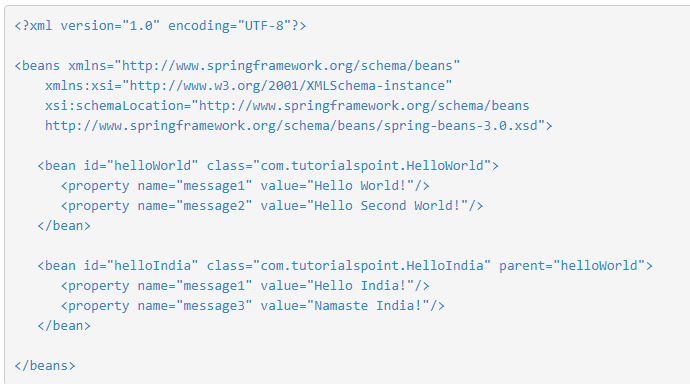 <?xml version="1.0" encoding="UTF-8"?>
<beans xmlns="http://www.springframework.org/schema/beans"
xmlns:xsi="http://www.w3.org/2001/XMLSchema-instance"
xsi:schemaLocation="http://www.springframework.org/schema/beans
http://www.springframework.org/schema/beans/spring-beans-3.0.xsd">
<bean id="helloWorld" class="com.tutorialspoint.HelloWorld">
<property name="message1" value="Hello World!"/>
<property name="message2" value="Hello Second World!"/>
</bean>
<bean id="helloIndia" class="com.tutorialspoint.HelloIndia" parent="helloWorld">
<property name="message1" value="Hello India!"/>
<property name="message3" value="Namaste India!"/>
</bean>
</beans>